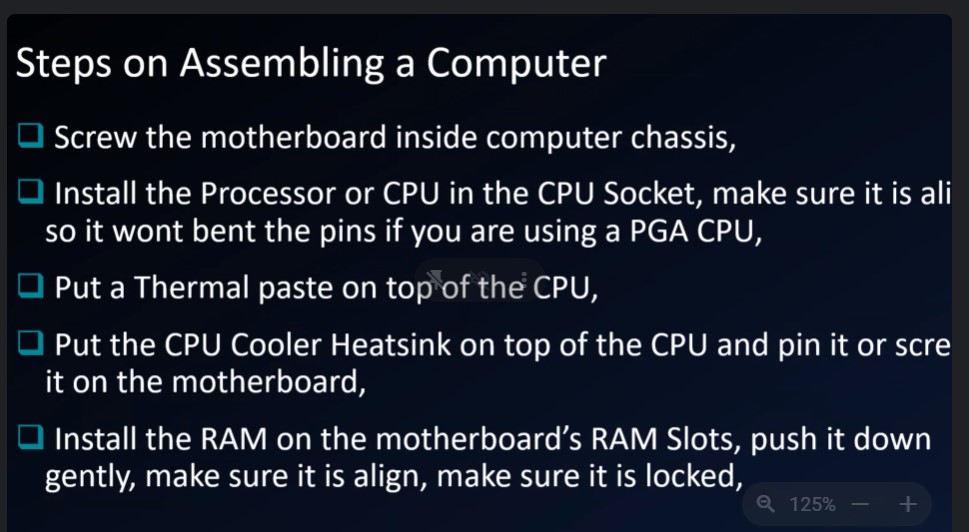 Steps on Assembling a Computer
Screw the motherboard inside computer chassis,
Install the Processor or CPU in the CPU Socket, make sure it is ali
so it wont bent the pins if you are using a PGA CPU,
Put a Thermal paste on top of the CPU,
Put the CPU Cooler Heatsink on top of the CPU and pin it or scre
it on the motherboard,
Install the RAM on the motherboard's RAM Slots, push it down
gently, make sure it is align, make sure it is locked,
125%